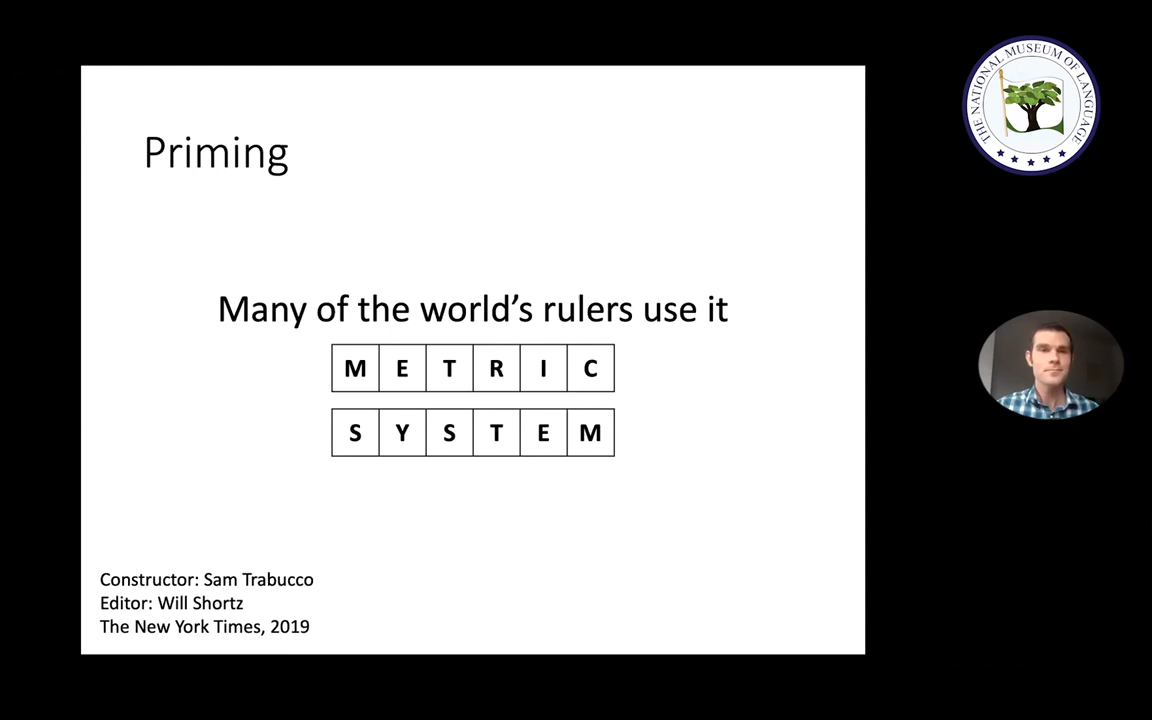 Priming
Many of the world's rulers use it
METRIC
SYSTEM
Constructor: Sam Trabucco
Editor: Will Shortz
The New York Times, 2019
THE NATIONAL MUSEUM OF LANGUAGE